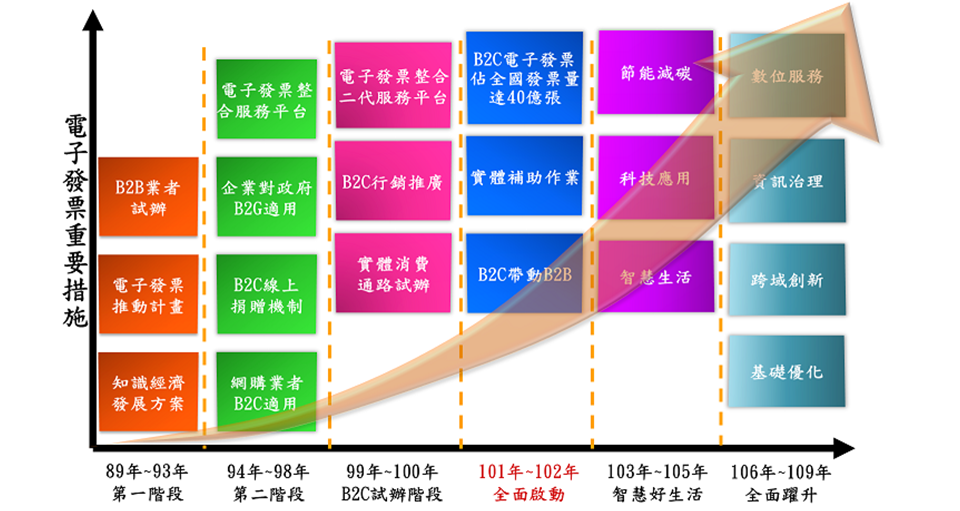 電子發票重要措施
B2B業者
試辦
電子發票
推動計畫
知識經濟
發展方案
電子發票整
合服務平台
企業對政府
B2G適用
B2C線上
捐贈機制
網購業者
B2C適用
電子發票整合
二代服務平台
B2C行銷推廣
實體消費
通路試辦
B2C電子發票
佔全國發票量
達40億張
實體補助作業
B2C帶動B2B
節能減碳
科技應用
智慧生活
數位服務
資訊治理
跨域創新
基礎優化
89年~93年
第一階段
94年~98年
第二階段
99年~100年
B2C試辦階段
101年~102年
全面啟動
103年~105年
智慧好生活
106年~109年
全面躍升